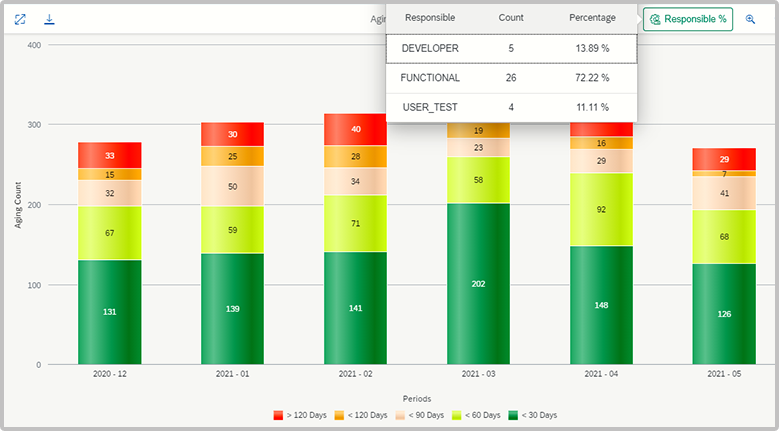 Agin
Responsible Count Percentage
DEVELOPER 5 13.89 %
FUNCTIONAL 26 72.22 %
USER_TEST 4 11.11 %
Responsible %
Aging Count
400
300
200
100
0
33
15
32
67
131
30
25
50
59
139
40
28
34
71
141
19
23
58
202
16
29
92
148
29
7
41
68
126
2020 - 12
2021 - 01
2021 - 02
2021 - 03
2021 - 04
2021 - 05
Periods
> 120 Days < 120 Days < 90 Days < 60 Days < 30 Days